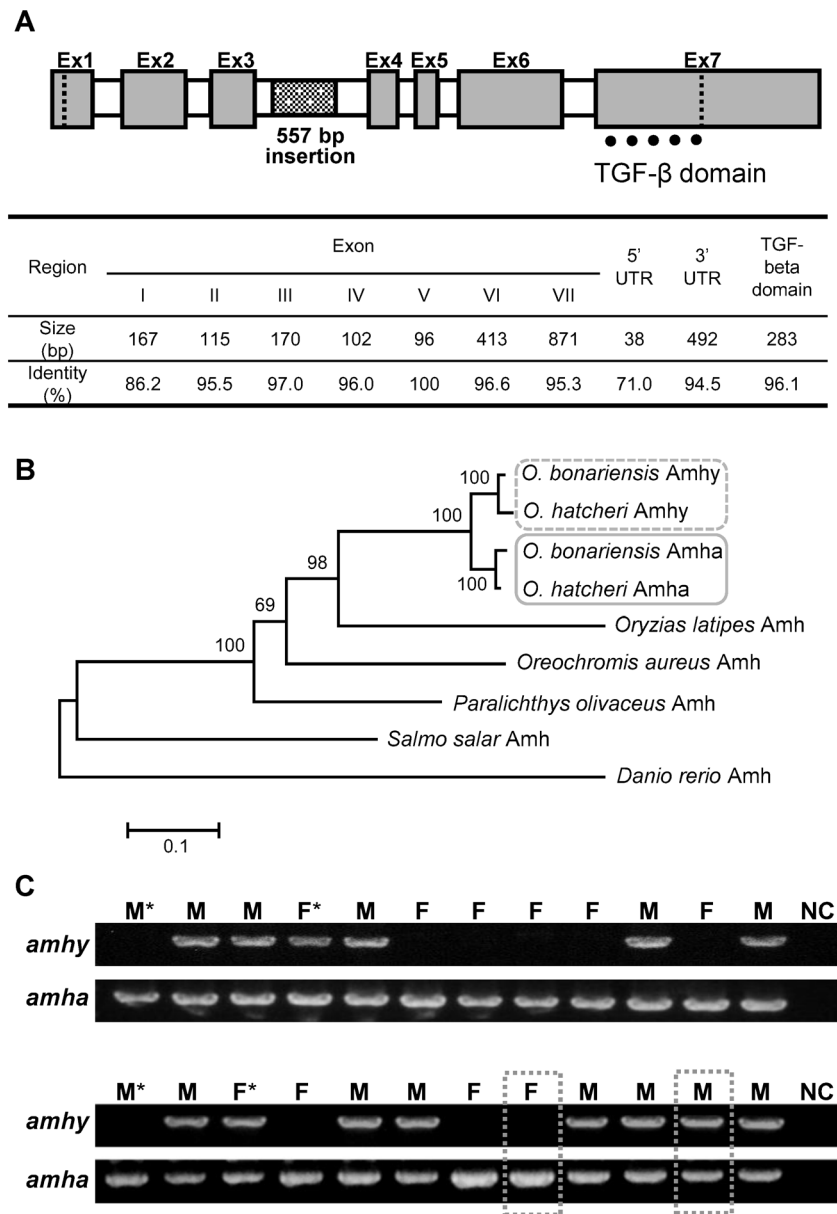 A
Ex1 Ex2 Ex3 Ex4 Ex5 Ex6 Ex7
557 bp
insertion
TGF-β domain
Region Exon 5’ UTR 3’ UTR TGF-beta domain
I II III IV V VI VII
Size (bp) 167 115 170 102 96 413 871 38 492 283
Identity (%) 86.2 95.5 97.0 96.0 100 96.6 95.3 71.0 94.5 96.1
B
100 O. bonariensis Amhy
100 O. hatcheri Amhy
O. bonariensis Amha
100 O. hatcheri Amha
98
Oryzias latipes Amh
69
Oreochromis aureus Amh
100
Paralichthys olivaceus Amh
Salmo salar Amh
Danio rerio Amh
0.1
C
M* M M F* M F F F F M F M NC
amhy
amha
M* M F* F M M F F M M M M NC
amhy
amha